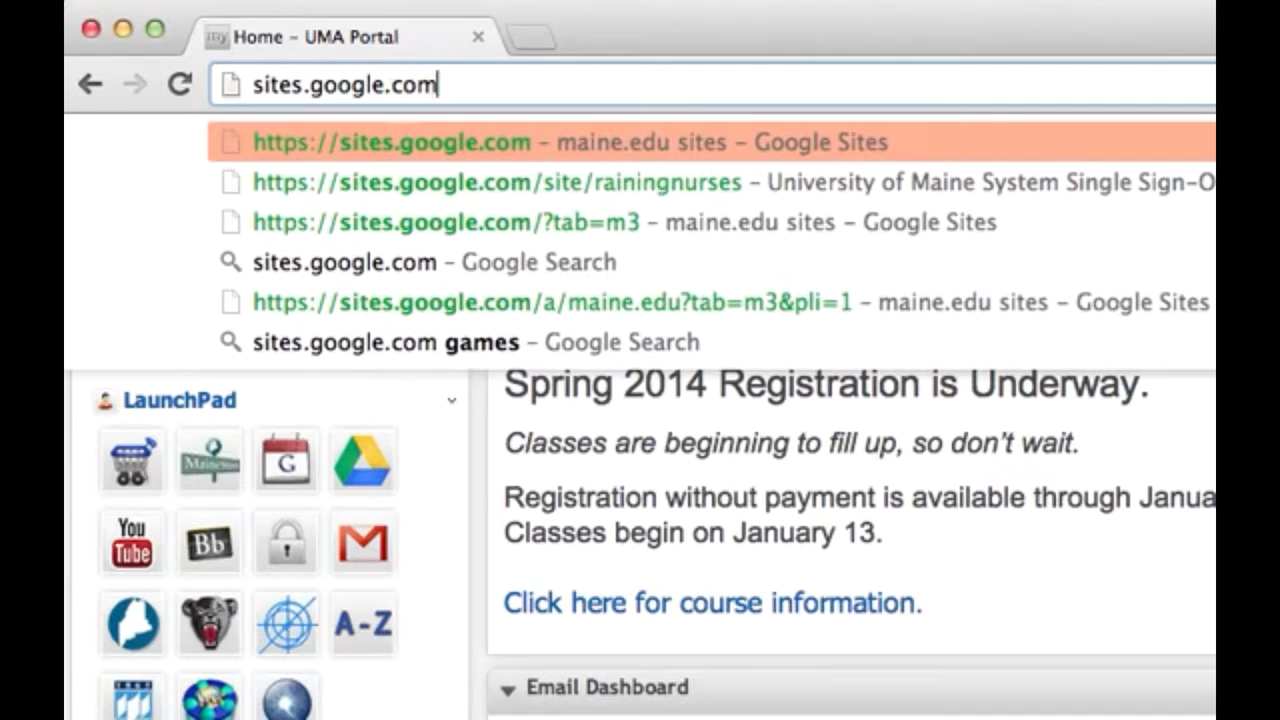 my Home – UMA Portal
sites.google.com
https://sites.google.com – maine.edu sites – Google Sites
https://sites.google.com/site/rainingnurses – University of Maine System Single Sign-O
https://sites.google.com/?tab=m3 – maine.edu sites – Google Sites
sites.google.com – Google Search
https://sites.google.com/a/maine.edu?tab=m3&pli=1 – maine.edu sites – Google Sites
sites.google.com games – Google Search
Spring 2014 Registration is Underway.
LaunchPad
Classes are beginning to fill up, so don't wait.
G
Registration without payment is available through Janua
Classes begin on January 13.
You
Tube
Bb
Click here for course information.
A-Z
Email Dashboard